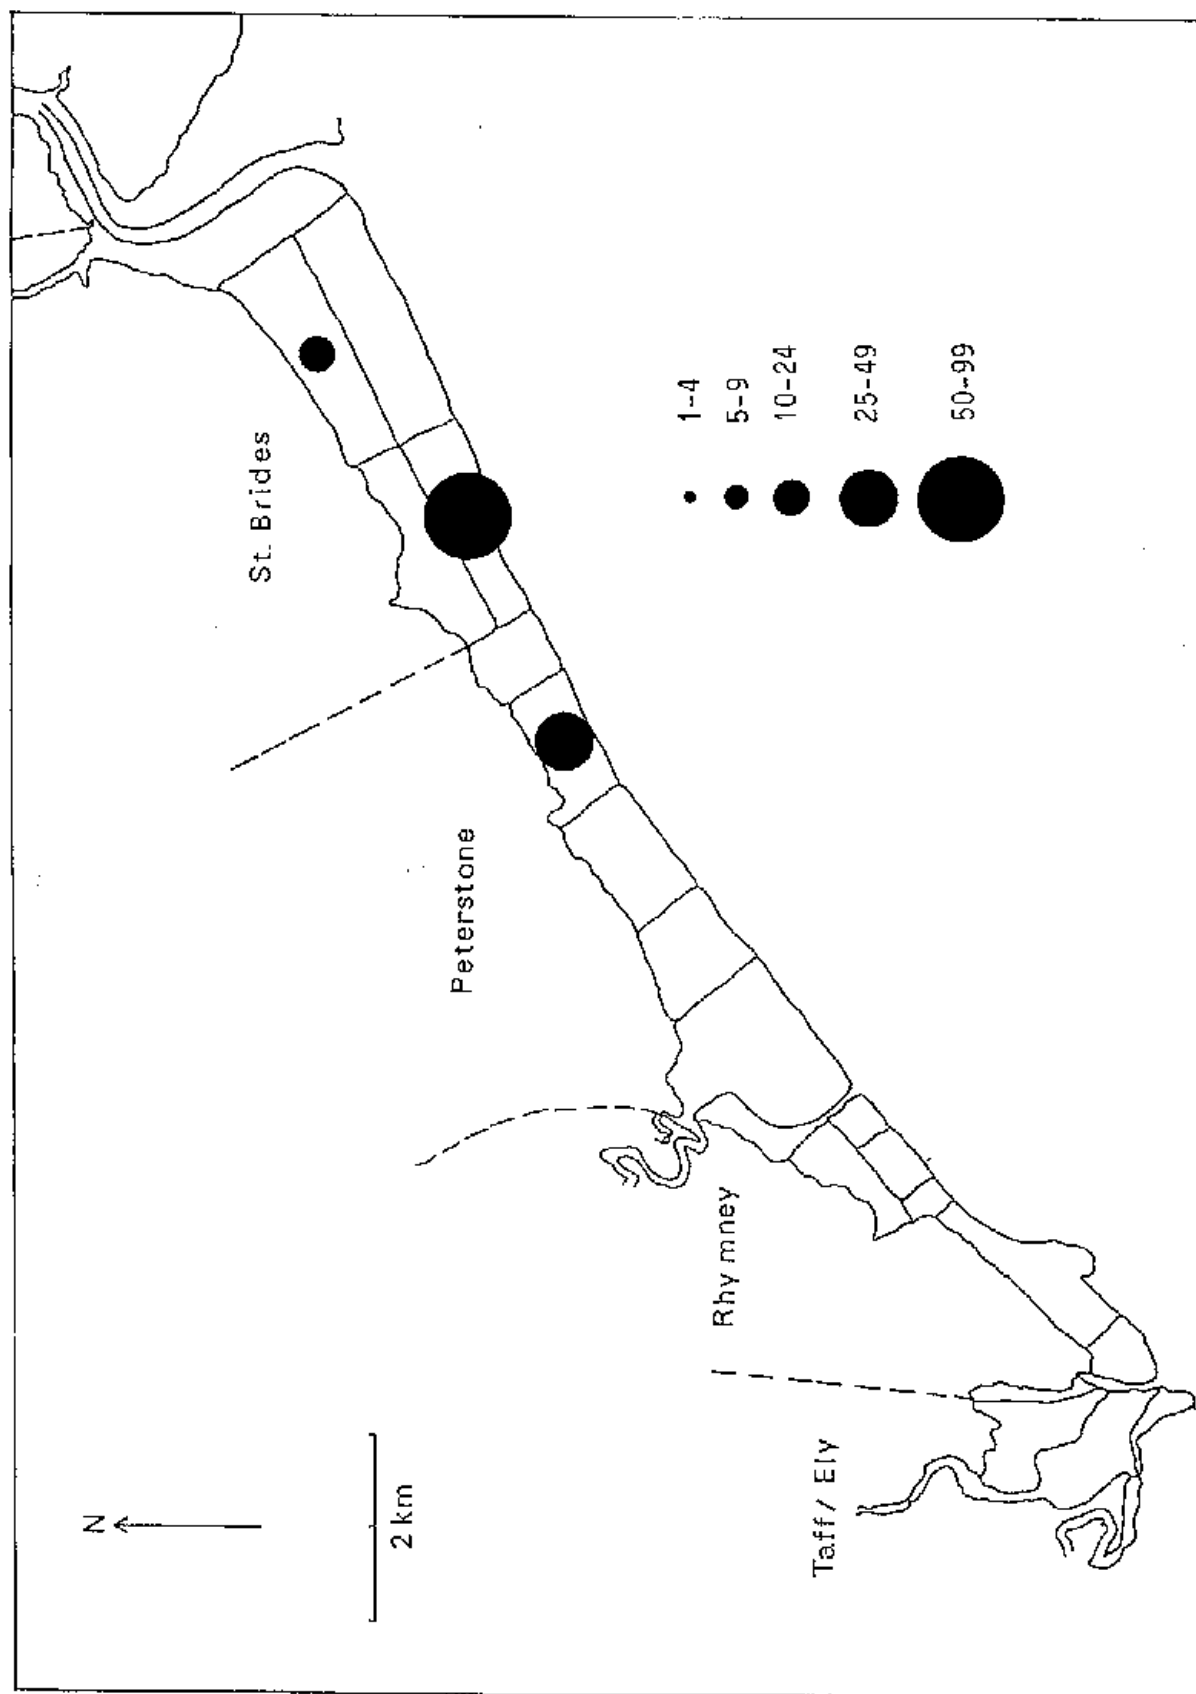 N
2 km
St. Brides
Peterstone
Rhymney
Taff / Ely
1-4
5-9
10-24
25-49
50-99